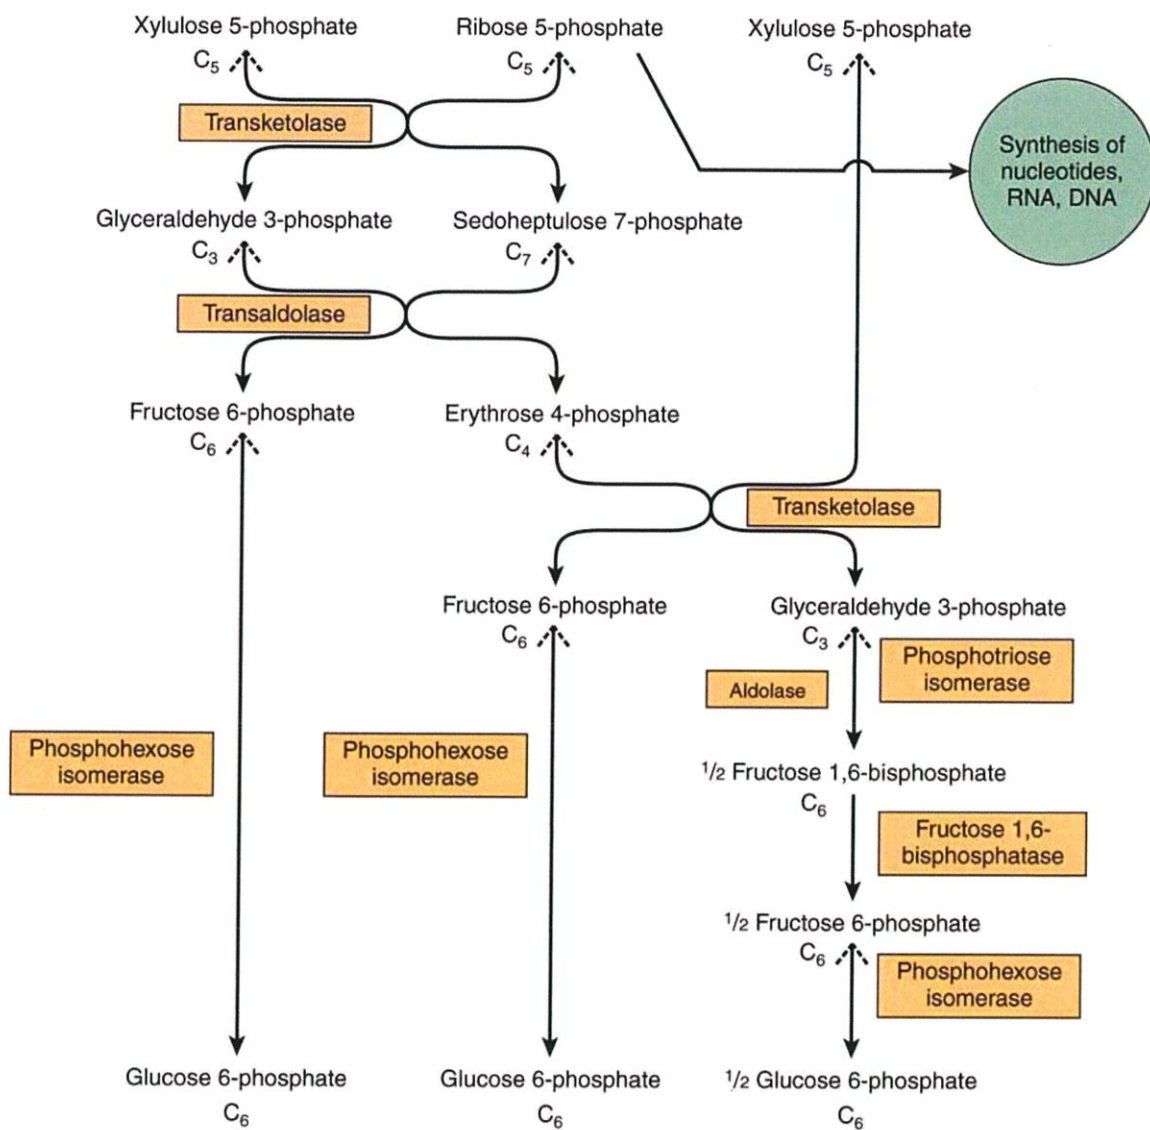 Xylulose 5-phosphate
Ribose 5-phosphate
Xylulose 5-phosphate
C5
C5
C5
Transketolase
Synthesis of
nucleotides,
RNA, DNA
Glyceraldehyde 3-phosphate
Sedoheptulose 7-phosphate
C3
C7
Transaldolase
Fructose 6-phosphate
Erythrose 4-phosphate
C6
C4
Transketolase
Fructose 6-phosphate
Glyceraldehyde 3-phosphate
C6
C3
Phosphotriose
isomerase
Aldolase
Phosphohexose
isomerase
Phosphohexose
isomerase
1/2 Fructose 1,6-bisphosphate
C6
Fructose 1,6-
bisphosphatase
1/2 Fructose 6-phosphate
C6
Phosphohexose
isomerase
Glucose 6-phosphate
Glucose 6-phosphate
1/2 Glucose 6-phosphate
C6
C6
C6